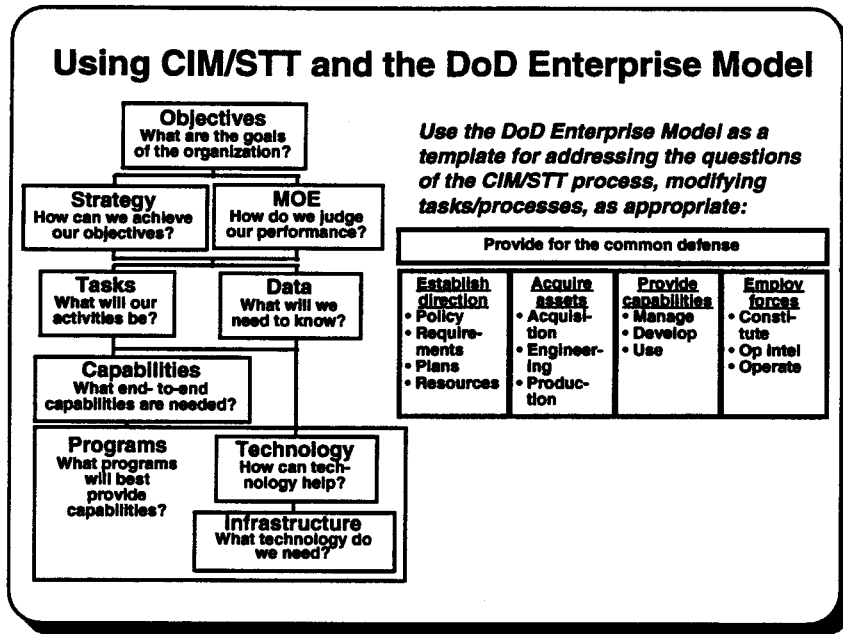 Using CIM/STT and the DoD Enterprise Model
Objectives
What are the goals
of the organization?
Strategy
How can we achieve
our objectives?
MOE
How do we judge
our performance?
Tasks
What will our
activities be?
Data
What will we
need to know?
Capabilities
What end- to-end
capabilities are needed?
Programs
What programs
will best
provide
capabilities?
Technology
How can tech-
nology help?
Infrastructure
What technology do
we need?
Use the DoD Enterprise Model as a
template for addressing the questions
of the CIM/STT process, modifying
tasks/processes, as appropriate:
Provide for the common defense
Establish
direction
• Policy
• Require-
ments
• Plans
• Resources
Acquire
assets
• Acquisi-
tion
• Engineer-
ing
• Produc-
tion
Provide
capabilities
• Manage
• Develop
• Use
Employ
forces
• Consti-
tute
• Op Intel
• Operate